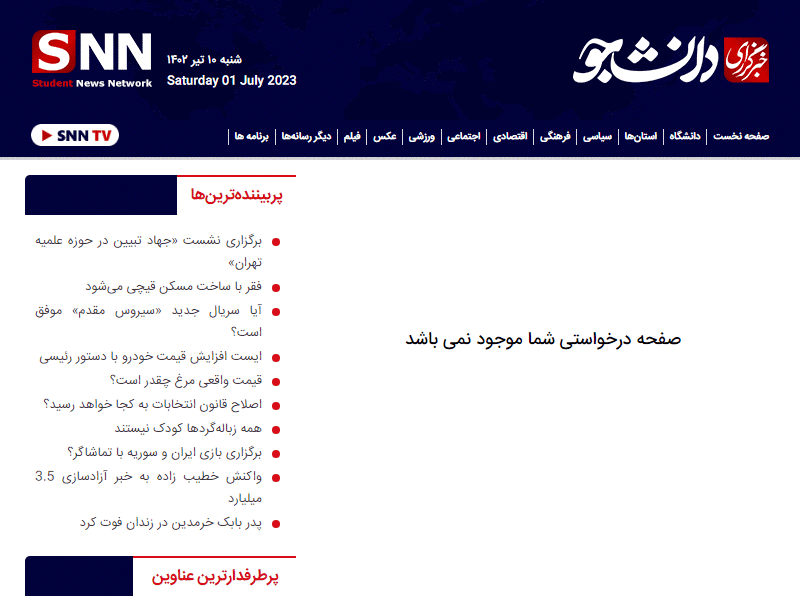 خبرگزاری دانشجو
SNN
Student News Network
شنبه ۱۰ تیر ۱۴۰۲
Saturday 01 July 2023
صفحه نخست
دانشگاه
استان‌ها
سیاسی
فرهنگی
اقتصادی
اجتماعی
ورزشی
عکس
فیلم
دیگر رسانه‌ها
برنامه ها
SNN TV
صفحه درخواستی شما موجود نمی باشد
پربیننده‌ترین‌ها
برگزاری نشست «جهاد تبیین در حوزه علمیه
تهران»
فقر با ساخت مسکن قیچی می‌شود
آیا سریال جدید «سیروس مقدم» موفق
است؟
ایست افزایش قیمت خودرو با دستور رئیسی
قیمت واقعی مرغ چقدر است؟
اصلاح قانون انتخابات به کجا خواهد رسید؟
همه زباله‌گردها کودک نیستند
برگزاری بازی ایران و سوریه با تماشاگر؟
واکنش خطیب زاده به خبر آزادسازی 3.5
میلیارد
پدر بابک خرمدین در زندان فوت کرد
پرطرفدارترین عناوین